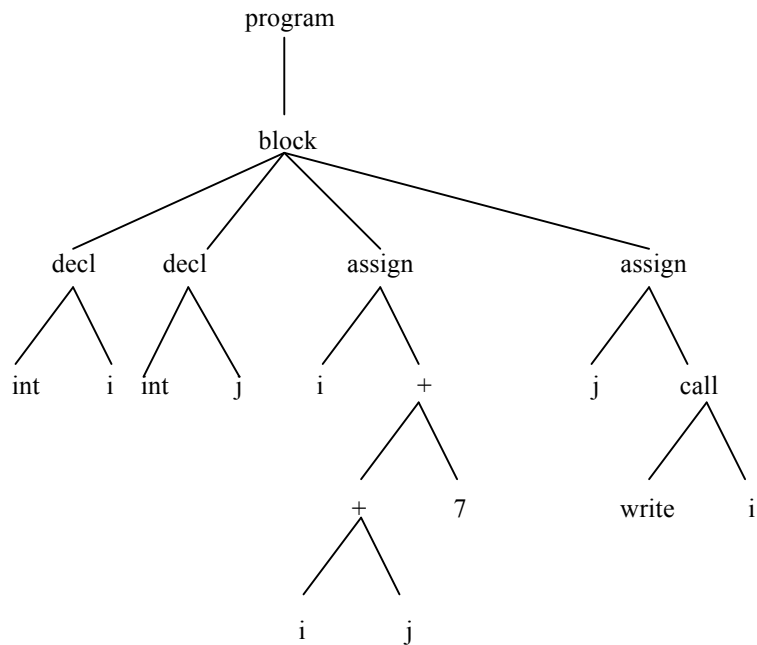 program
block
decl decl assign assign
int i int j i + j call
+ 7 write i
i j